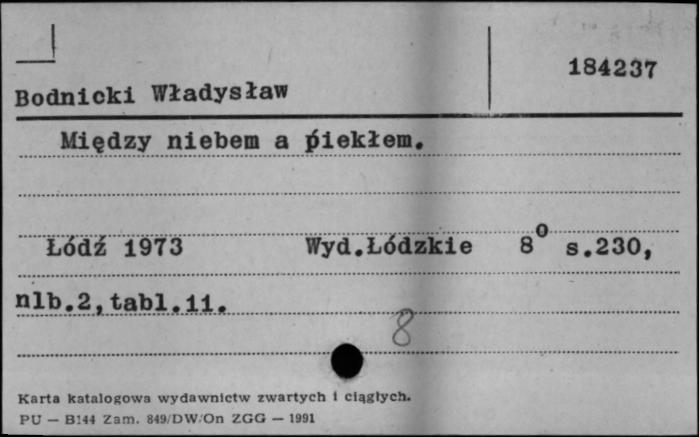 184237
Bodnicki Władysław
Między niebem a piekłem.
Łódź 1973 Wyd.Łódzkie 8° s.230,
nlb.2,tabl.11.
8
Karta katalogowa wydawnictw zwartych i ciągłych.
PU — B144 Zam. 849/DW/On ZGG — 1991